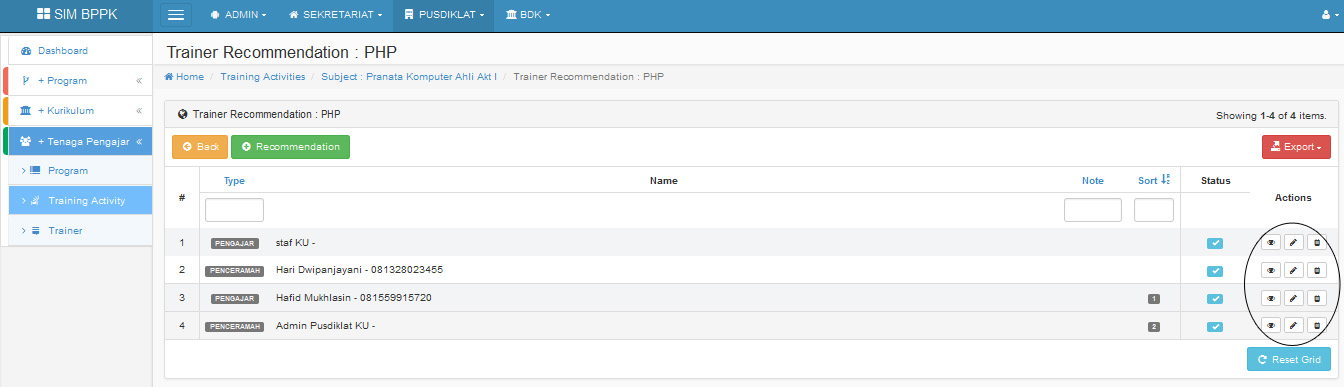 SIM BPPK ADMIN SEKRETARIAT PUSDIKLAT BDK
Dashboard
+ Program «
+ Kurikulum «
+ Tenaga Pengajar «
> Program
> Training Activity
> Trainer
Trainer Recommendation : PHP
Home / Training Activities / Subject : Pranata Komputer Ahli Akt I / Trainer Recommendation : PHP
Trainer Recommendation : PHP Showing 1-4 of 4 items.
Back Recommendation Export
# Type Name Note Sort Status Actions
1 PENGAJAR staf KU -
2 PENCERAMAH Hari Dwipanjayani - 081328023455
3 PENGAJAR Hafid Mukhlasin - 081559915720 1
4 PENCERAMAH Admin Pusdiklat KU - 2
Reset Grid